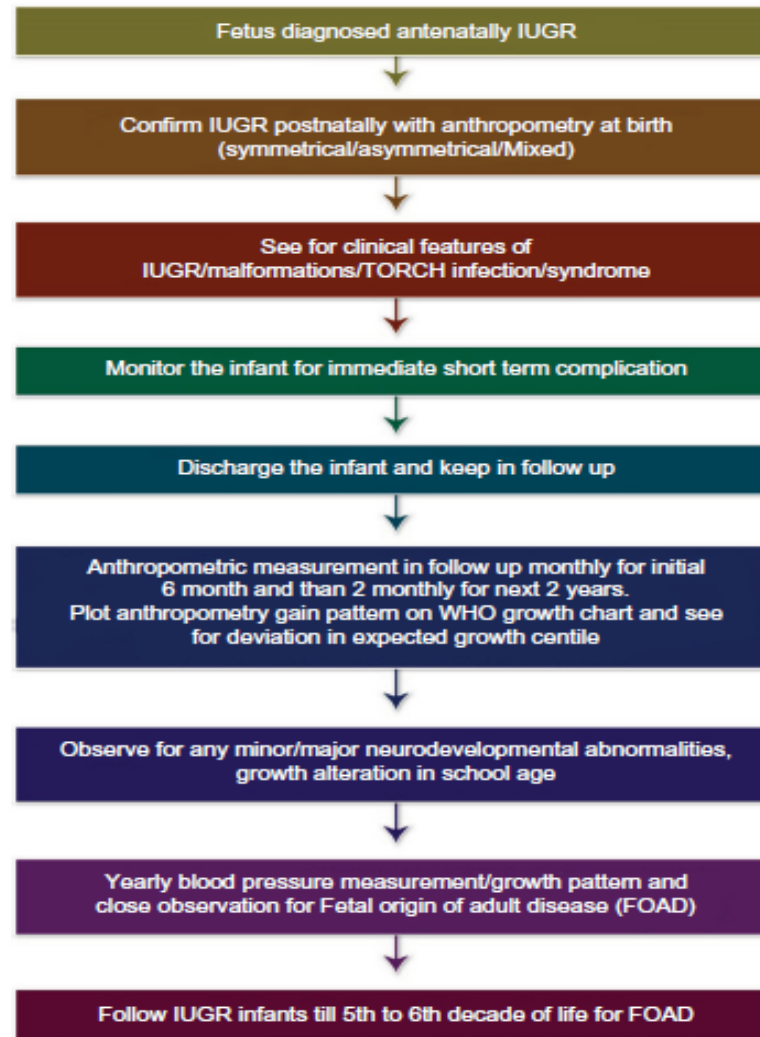 Fetus diagnosed antenatally IUGR
Confirm IUGR postnatally with anthropometry at birth
(symmetrical/asymmetrical/Mixed)
See for clinical features of
IUGR/malformations/TORCH infection/syndrome
Monitor the infant for immediate short term complication
Discharge the infant and keep in follow up
Anthropometric measurement in follow up monthly for initial
6 month and than 2 monthly for next 2 years.
Plot anthropometry gain pattern on WHO growth chart and see
for deviation in expected growth centile
Observe for any minor/major neurodevelopmental abnormalities,
growth alteration in school age
Yearly blood pressure measurement/growth pattern and
close observation for Fetal origin of adult disease (FOAD)
Follow IUGR infants till 5th to 6th decade of life for FOAD